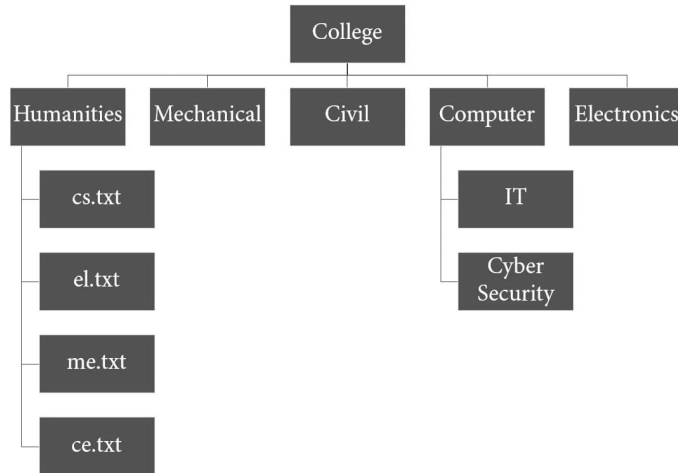 College
Humanities
Mechanical
Civil
Computer
Electronics
cs.txt
el.txt
me.txt
ce.txt
IT
Cyber
Security